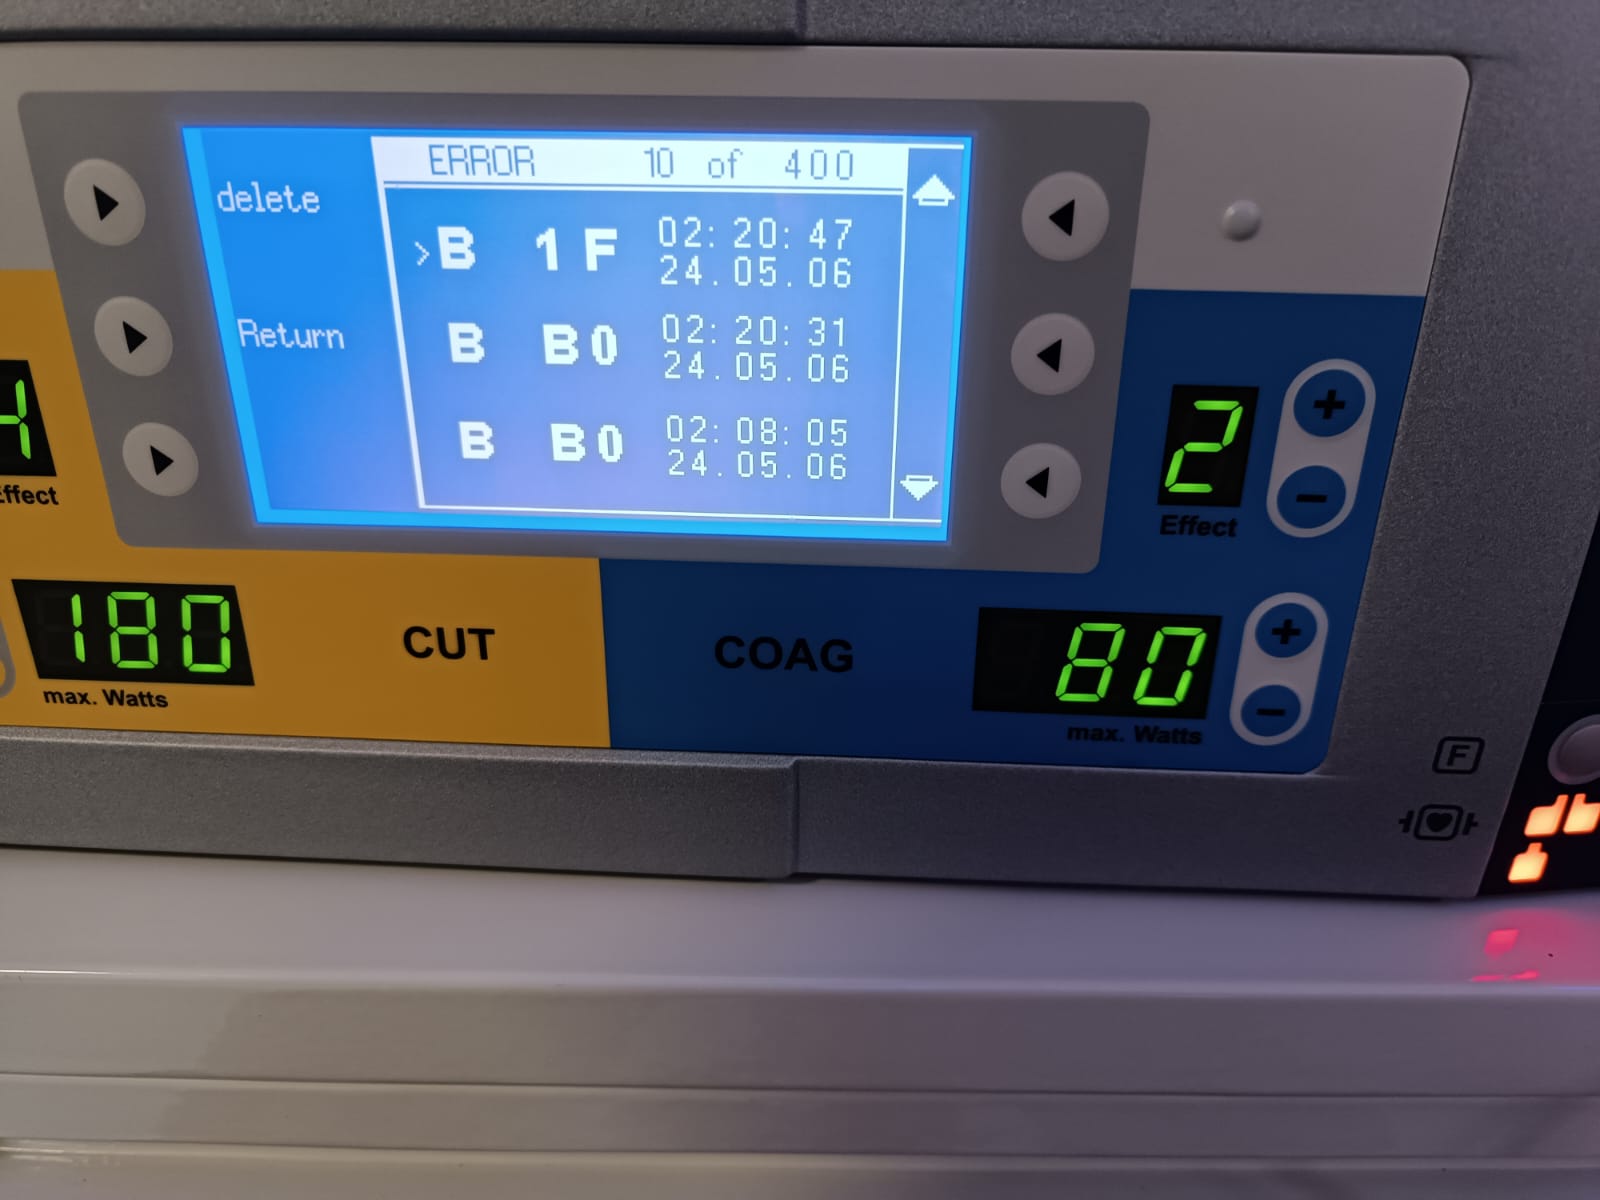 ERROR 10 of 400
delete
>B 1F 02:20:47
24.05.06
Return
B B0 02:20:31
24.05.06
B B0 02:08:05
24.05.06
Effect
2
+
-
Effect
180
max. Watts
CUT
COAG
80
max. Watts
+
-
F